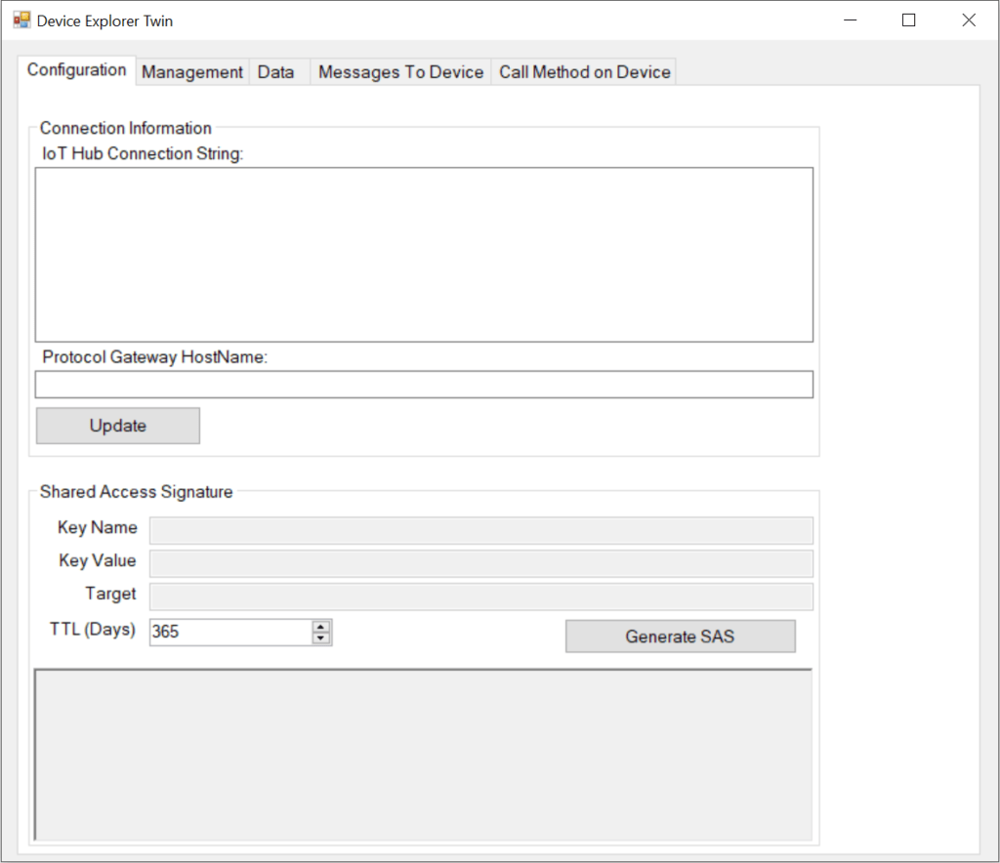 Device Explorer Twin
Configuration Management Data Messages To Device Call Method on Device
Connection Information
IoT Hub Connection String:
Protocol Gateway HostName:
Update
Shared Access Signature
Key Name
Key Value
Target
TTL (Days) 365 Generate SAS